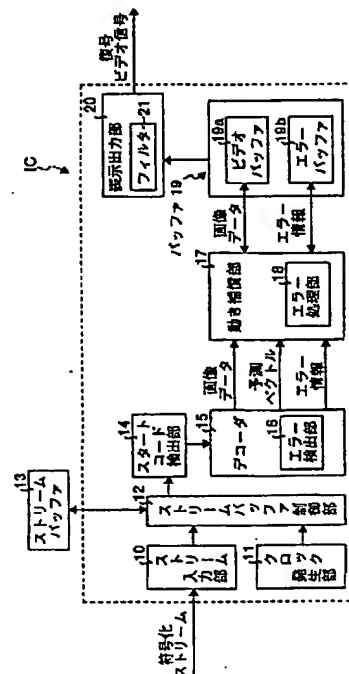 符号化
ストリーム
10
ストリーム
入力部
11
クロック
発生部
13
ストリーム
バッファ
12
ストリームバッファ制御部
14
スタート
コード
検出部
15
デコーダ
16
エラー検出部
画像
データ
予測
ベクトル
エラー
情報
17
動き補償部
18
エラー
処理部
画像
データ
エラー
情報
バッファ
19
19a
ビデオ
バッファ
19b
エラー
バッファ
20
表示出力部
21
フィルター
IC
復号
ビデオ信号